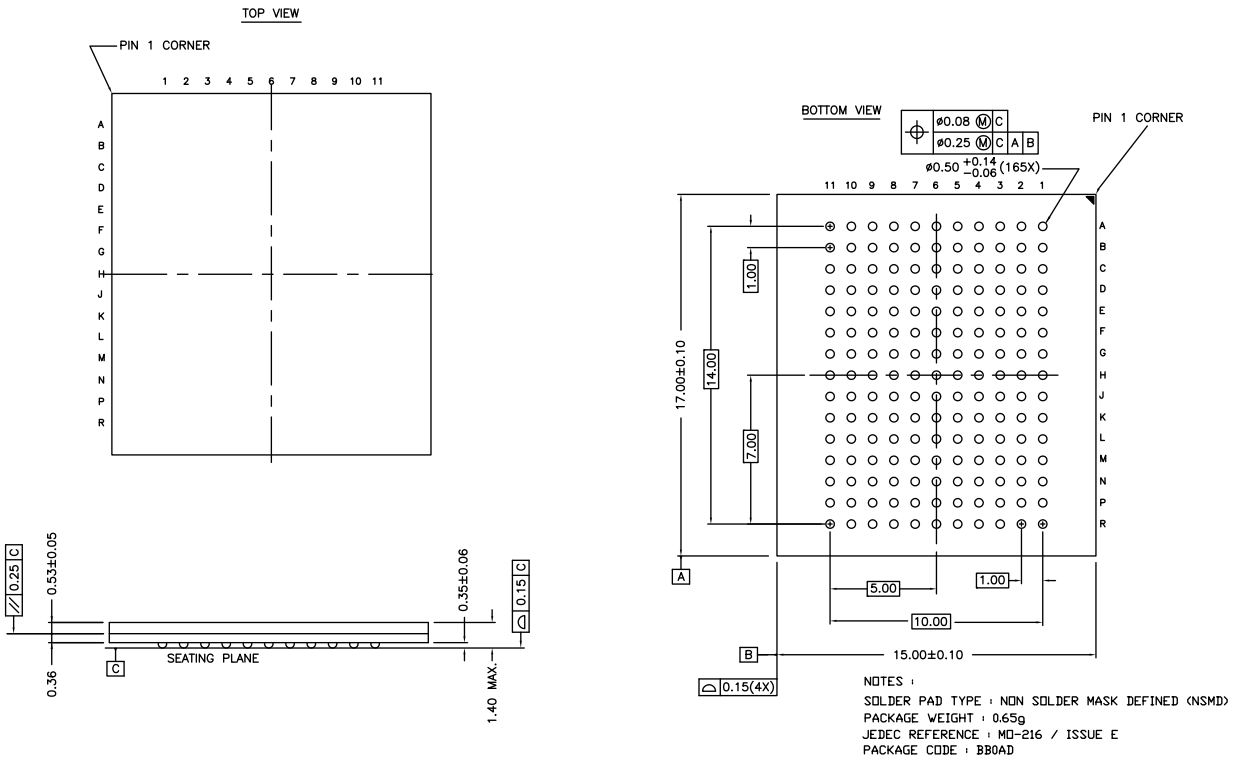 TOP VIEW
PIN 1 CORNER
1 2 3 4 5 6 7 8 9 10 11
A
B
C
D
E
F
G
H
J
K
L
M
N
P
R
BOTTOM VIEW
⌖ ø0.08 Ⓜ C
ø0.25 Ⓜ C A B
ø0.50 +0.14 -0.06 (165X)
PIN 1 CORNER
11 10 9 8 7 6 5 4 3 2 1
A
B
C
D
E
F
G
H
J
K
L
M
N
P
R
1.00
14.00
17.00±0.10
7.00
A
5.00
1.00
10.00
B
15.00±0.10
⌓ 0.15(4X)
// 0.25 C
0.53±0.05
0.36
C
SEATING PLANE
0.35±0.06
⌓ 0.15 C
1.40 MAX.
NOTES :
SOLDER PAD TYPE : NON SOLDER MASK DEFINED (NSMD)
PACKAGE WEIGHT : 0.65g
JEDEC REFERENCE : MO-216 / ISSUE E
PACKAGE CODE : BB0AD